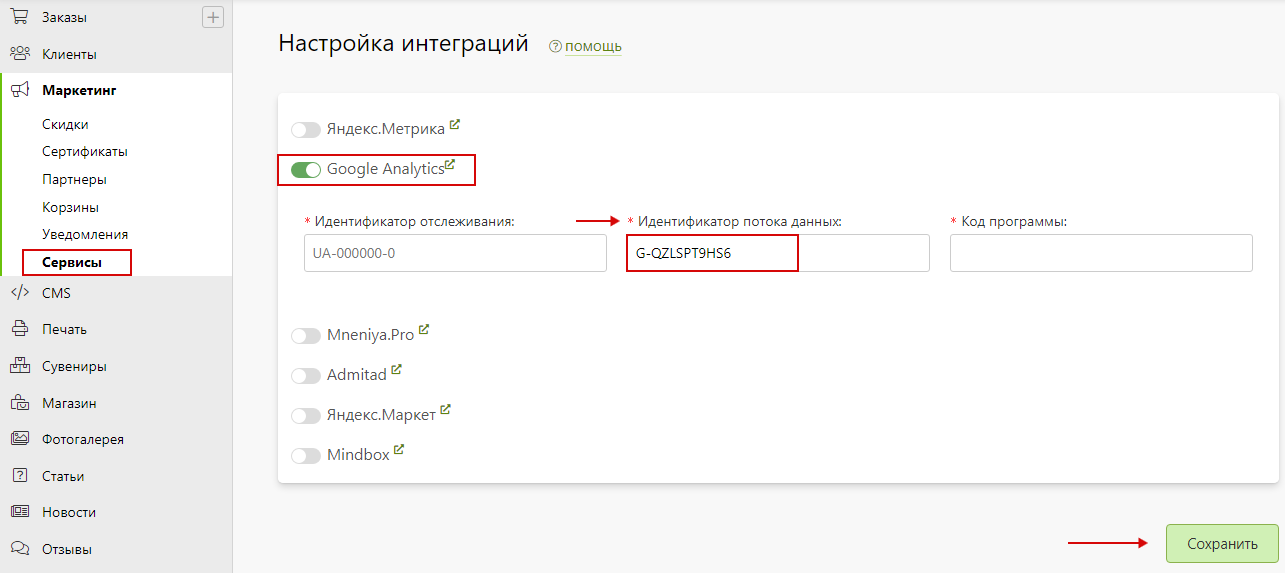 Заказы
Клиенты
Маркетинг
Скидки
Сертификаты
Партнеры
Корзины
Уведомления
Сервисы
CMS
Печать
Сувениры
Магазин
Фотогалерея
Статьи
Новости
Отзывы
Настройка интеграций ? помощь
Яндекс.Метрика
Google Analytics
* Идентификатор отслеживания: * Идентификатор потока данных: * Код программы:
UA-000000-0 G-QZLSPT9HS6
Mneniya.Pro
Admitad
Яндекс.Маркет
Mindbox
Сохранить